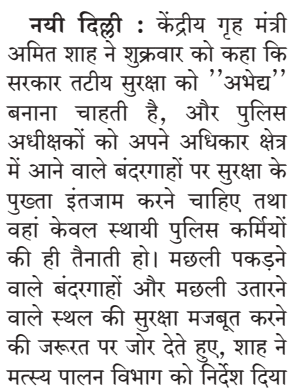 नयी दिल्ली : केंद्रीय गृह मंत्री
अमित शाह ने शुक्रवार को कहा कि
सरकार तटीय सुरक्षा को ’’अभेद्य’’
बनाना चाहती है, और पुलिस
अधीक्षकों को अपने अधिकार क्षेत्र
में आने वाले बंदरगाहों पर सुरक्षा के
पुख्ता इंतजाम करने चाहिए तथा
वहां केवल स्थायी पुलिस कर्मियों
की ही तैनाती हो। मछली पकड़ने
वाले बंदरगाहों और मछली उतारने
वाले स्थल की सुरक्षा मजबूत करने
की जरूरत पर जोर देते हुए, शाह ने
मत्स्य पालन विभाग को निर्देश दिया